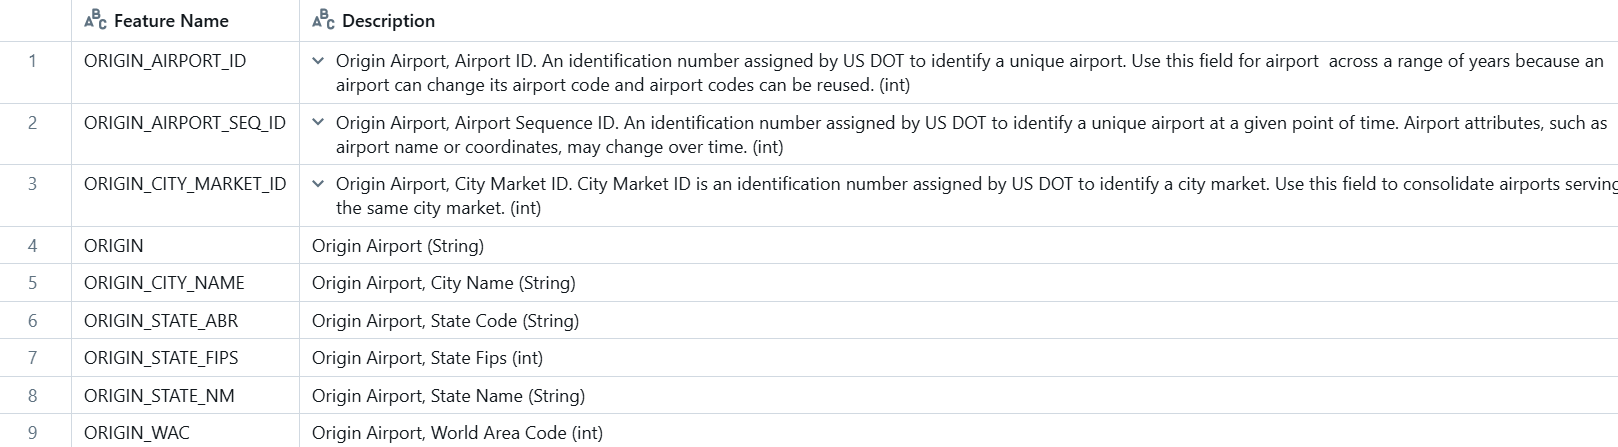 Feature Name Description
1 ORIGIN_AIRPORT_ID Origin Airport, Airport ID. An identification number assigned by US DOT to identify a unique airport. Use this field for airport  across a range of years because an
airport can change its airport code and airport codes can be reused. (int)
2 ORIGIN_AIRPORT_SEQ_ID Origin Airport, Airport Sequence ID. An identification number assigned by US DOT to identify a unique airport at a given point of time. Airport attributes, such as
airport name or coordinates, may change over time. (int)
3 ORIGIN_CITY_MARKET_ID Origin Airport, City Market ID. City Market ID is an identification number assigned by US DOT to identify a city market. Use this field to consolidate airports serving
the same city market. (int)
4 ORIGIN Origin Airport (String)
5 ORIGIN_CITY_NAME Origin Airport, City Name (String)
6 ORIGIN_STATE_ABR Origin Airport, State Code (String)
7 ORIGIN_STATE_FIPS Origin Airport, State Fips (int)
8 ORIGIN_STATE_NM Origin Airport, State Name (String)
9 ORIGIN_WAC Origin Airport, World Area Code (int)